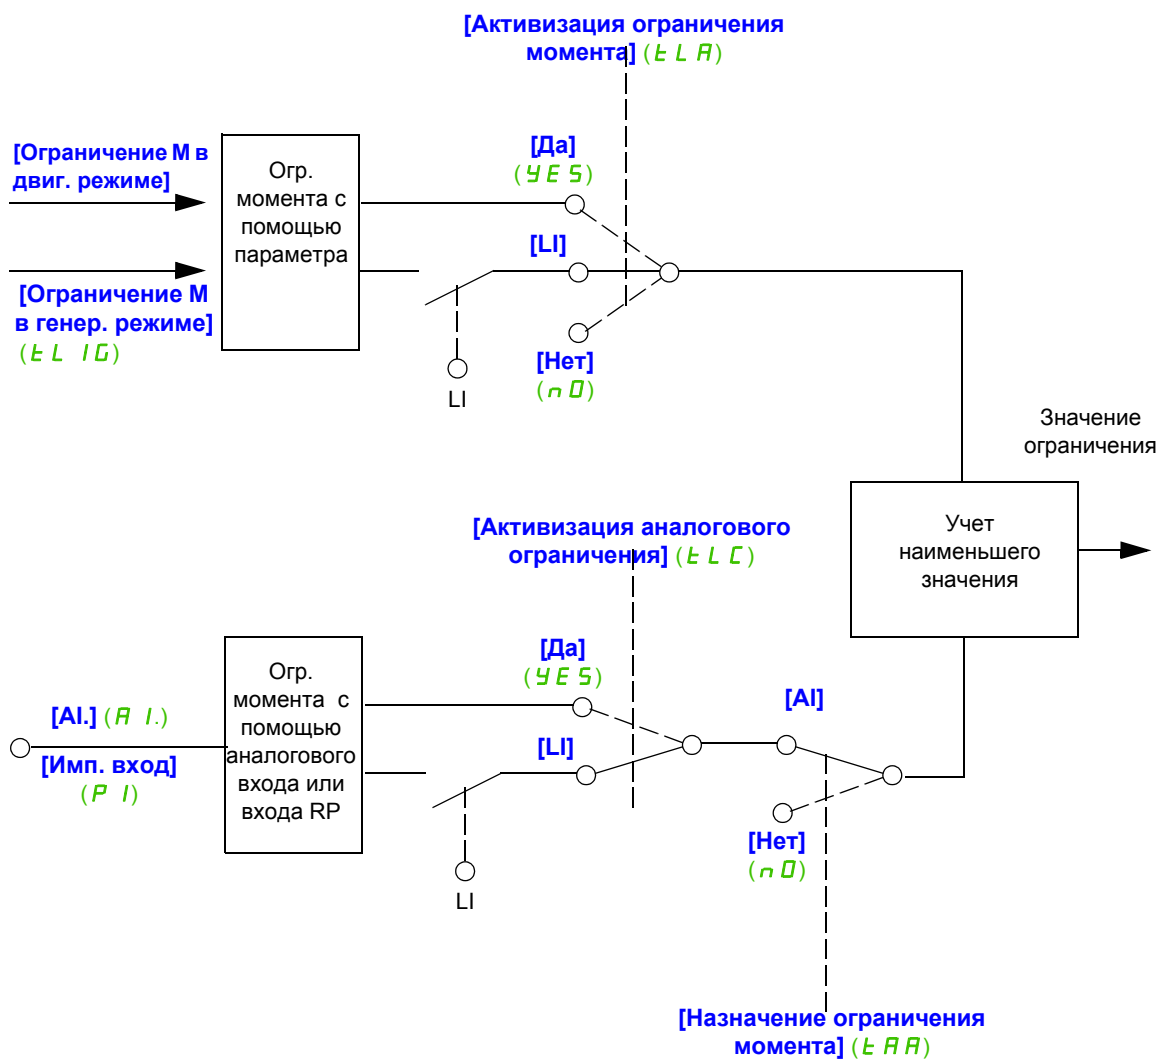 [Активизация ограничения
момента] (tLA)
[Ограничение М в
двиг. режиме]
Огр.
момента с
помощью
параметра
[Да]
(YES)
[LI]
[Ограничение М
в генер. режиме]
(tLIG)
[Нет]
(nO)
LI
Значение
ограничения
Учет
наименьшего
значения
[Активизация аналогового
ограничения] (tLC)
Огр.
момента с
помощью
аналогового
входа или
входа RP
[Да]
(YES)
[AI.] (AI.)
[Имп. вход]
(PI)
[LI]
[AI]
[Нет]
(nO)
LI
[Назначение ограничения
момента] (tAA)